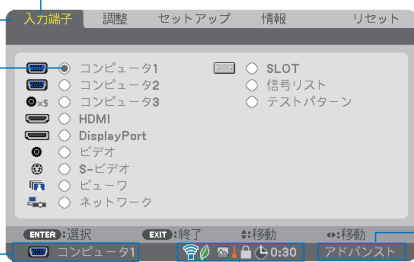 入力端子 調整 セットアップ 情報 リセット
コンピュータ1 SLOT
コンピュータ2 信号リスト
×5 コンピュータ3 テストパターン
HDMI
DisplayPort
ビデオ
S-ビデオ
ビューワ
ネットワーク
ENTER:選択 EXIT:終了 :移動 :移動
コンピュータ1 0:30 アドバンスト